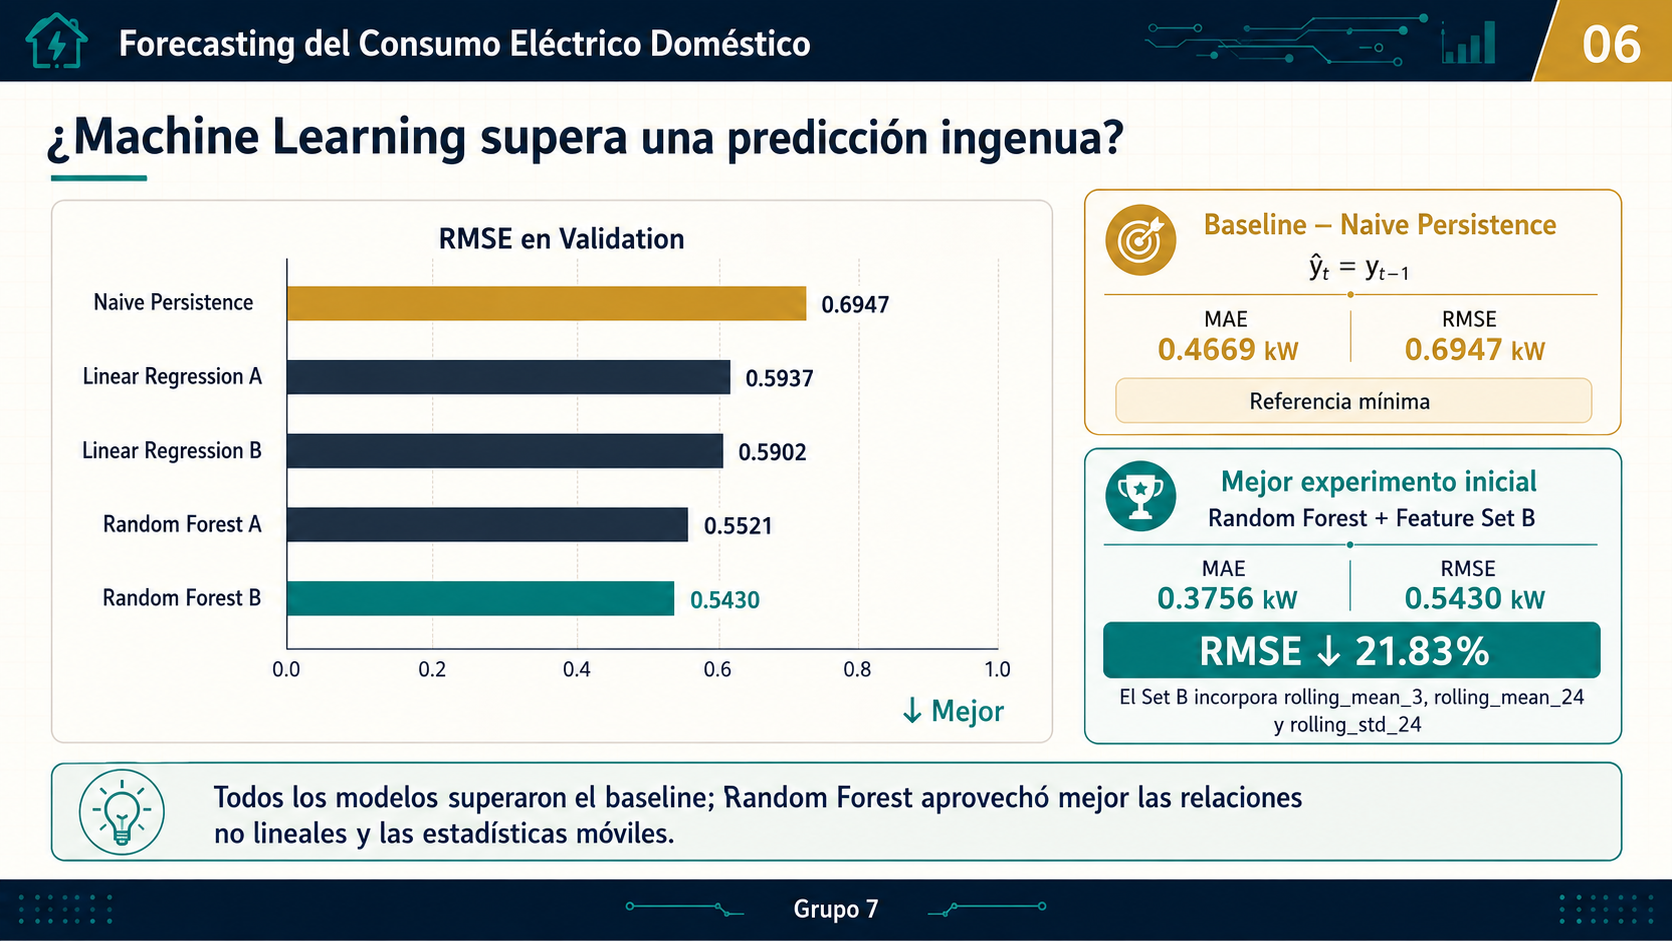 Forecasting del Consumo Eléctrico Doméstico
06
¿Machine Learning supera una predicción ingenua?
RMSE en Validation
Naive Persistence 0.6947
Linear Regression A 0.5937
Linear Regression B 0.5902
Random Forest A 0.5521
Random Forest B 0.5430
0.0 0.2 0.4 0.6 0.8 1.0
↓ Mejor
Baseline – Naive Persistence
ŷt = yt−1
MAE RMSE
0.4669 kW 0.6947 kW
Referencia mínima
Mejor experimento inicial
Random Forest + Feature Set B
MAE RMSE
0.3756 kW 0.5430 kW
RMSE ↓ 21.83%
El Set B incorpora rolling_mean_3, rolling_mean_24
y rolling_std_24
Todos los modelos superaron el baseline; Random Forest aprovechó mejor las relaciones
no lineales y las estadísticas móviles.
Grupo 7